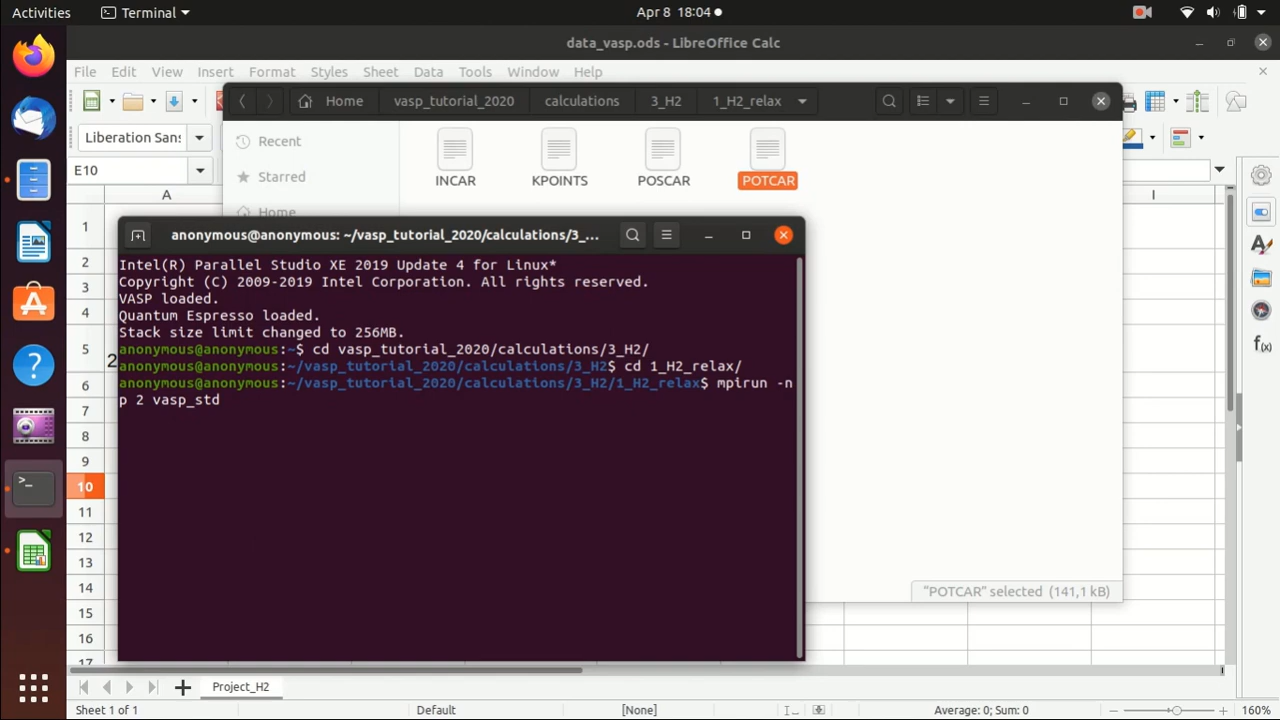 Activities
Terminal
Apr 8 18:04
data_vasp.ods - LibreOffice Calc
File Edit View Insert Format Styles Sheet Data Tools Window Help
Home vasp_tutorial_2020 calculations 3_H2 1_H2_relax
Liberation Sans
E10
Recent
Starred
Home
INCAR KPOINTS POSCAR POTCAR
A
I
1
2
3
4
5
6
7
8
9
10
11
12
13
14
15
16
17
2
anonymous@anonymous: ~/vasp_tutorial_2020/calculations/3_...
Intel(R) Parallel Studio XE 2019 Update 4 for Linux*
Copyright (C) 2009-2019 Intel Corporation. All rights reserved.
VASP loaded.
Quantum Espresso loaded.
Stack size limit changed to 256MB.
anonymous@anonymous:~$ cd vasp_tutorial_2020/calculations/3_H2/
anonymous@anonymous:~/vasp_tutorial_2020/calculations/3_H2$ cd 1_H2_relax/
anonymous@anonymous:~/vasp_tutorial_2020/calculations/3_H2/1_H2_relax$ mpirun -n
p 2 vasp_std
"POTCAR" selected (141,1 kB)
Project_H2
Sheet 1 of 1
Default
[None]
Average: 0; Sum: 0
160%